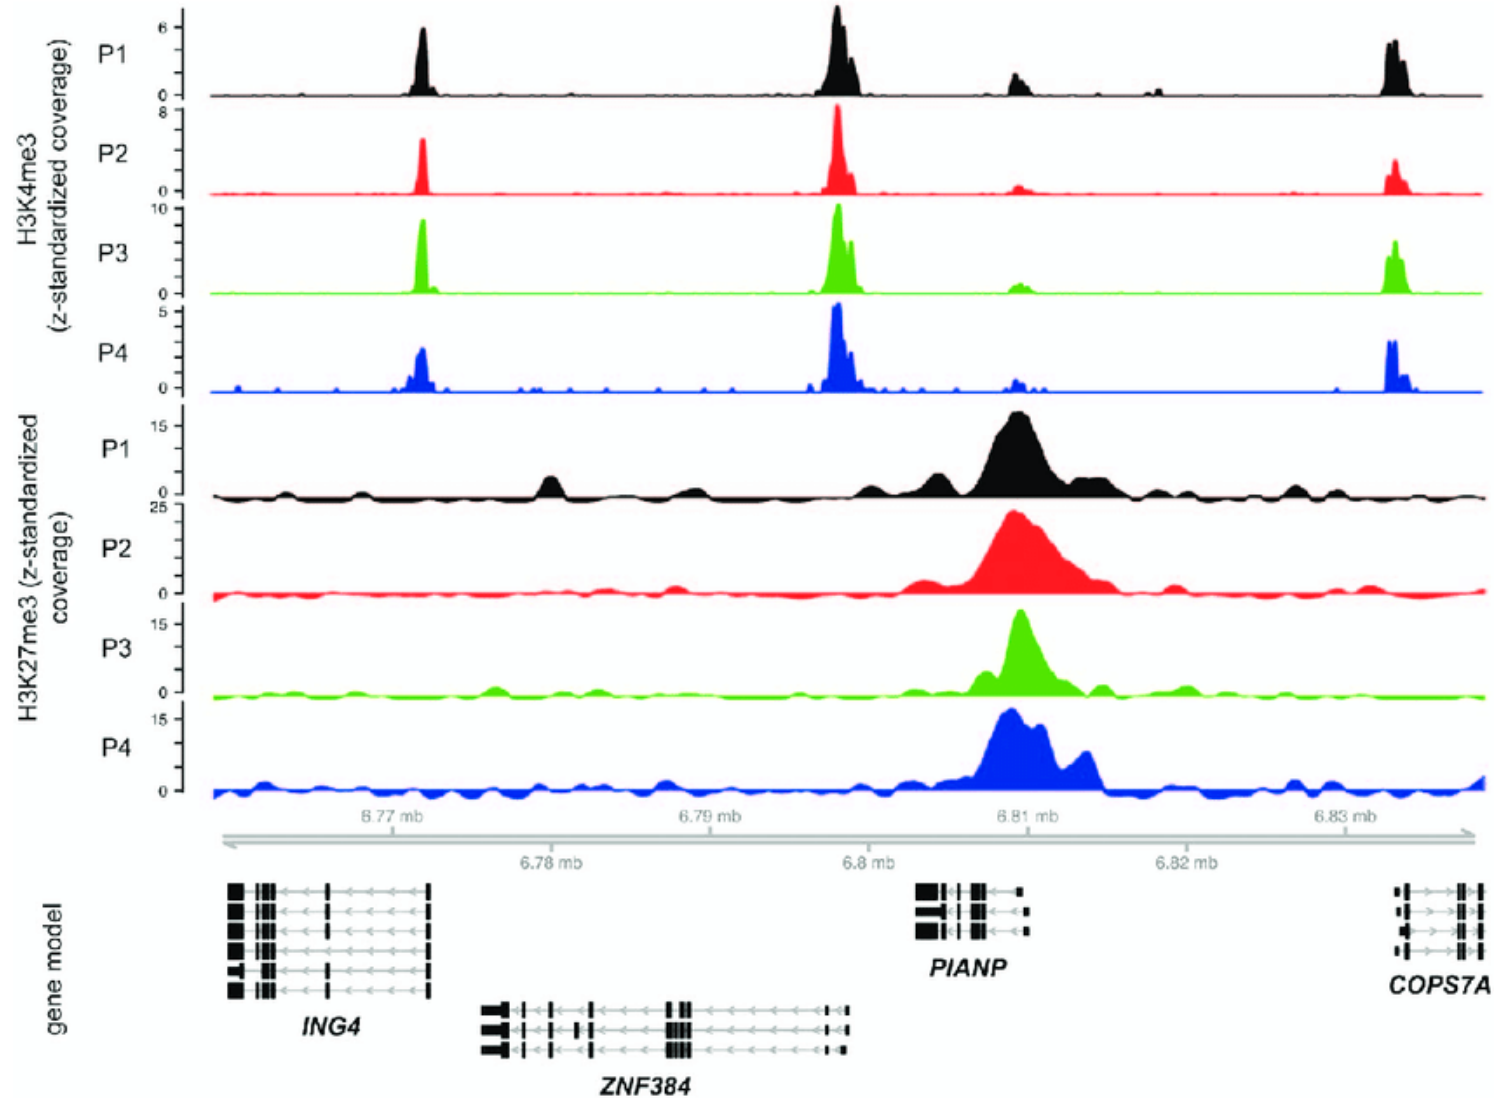 H3K4me3
(z-standardized coverage)
P1
6
0
P2
8
0
P3
10
0
P4
5
0
H3K27me3 (z-standardized
coverage)
P1
15
0
P2
25
0
P3
15
0
P4
15
0
6.77 mb 6.79 mb 6.81 mb 6.83 mb
6.78 mb 6.8 mb 6.82 mb
gene model
PIANP
COPS7A
ING4
ZNF384